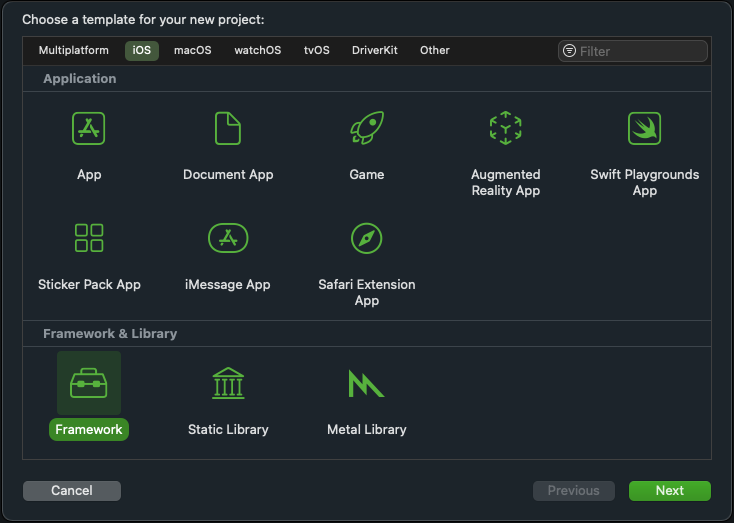 Choose a template for your new project:
Multiplatform iOS macOS watchOS tvOS DriverKit Other Filter
Application
App Document App Game Augmented Reality App Swift Playgrounds App
Sticker Pack App iMessage App Safari Extension App
Framework & Library
Framework Static Library Metal Library
Cancel Previous Next